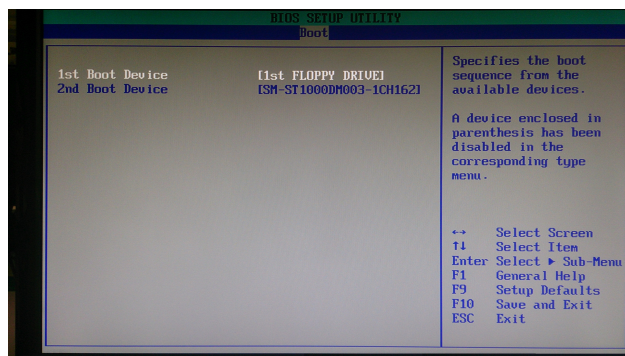 BIOS SETUP UTILITY
Boot
1st Boot Device [1st FLOPPY DRIVE]
2nd Boot Device [SM-ST1000DM003-1CH162]
Specifies the boot
sequence from the
available devices.
A device enclosed in
parenthesis has been
disabled in the
corresponding type
menu.
↔ Select Screen
↑↓ Select Item
Enter Select ▶ Sub-Menu
F1 General Help
F9 Setup Defaults
F10 Save and Exit
ESC Exit